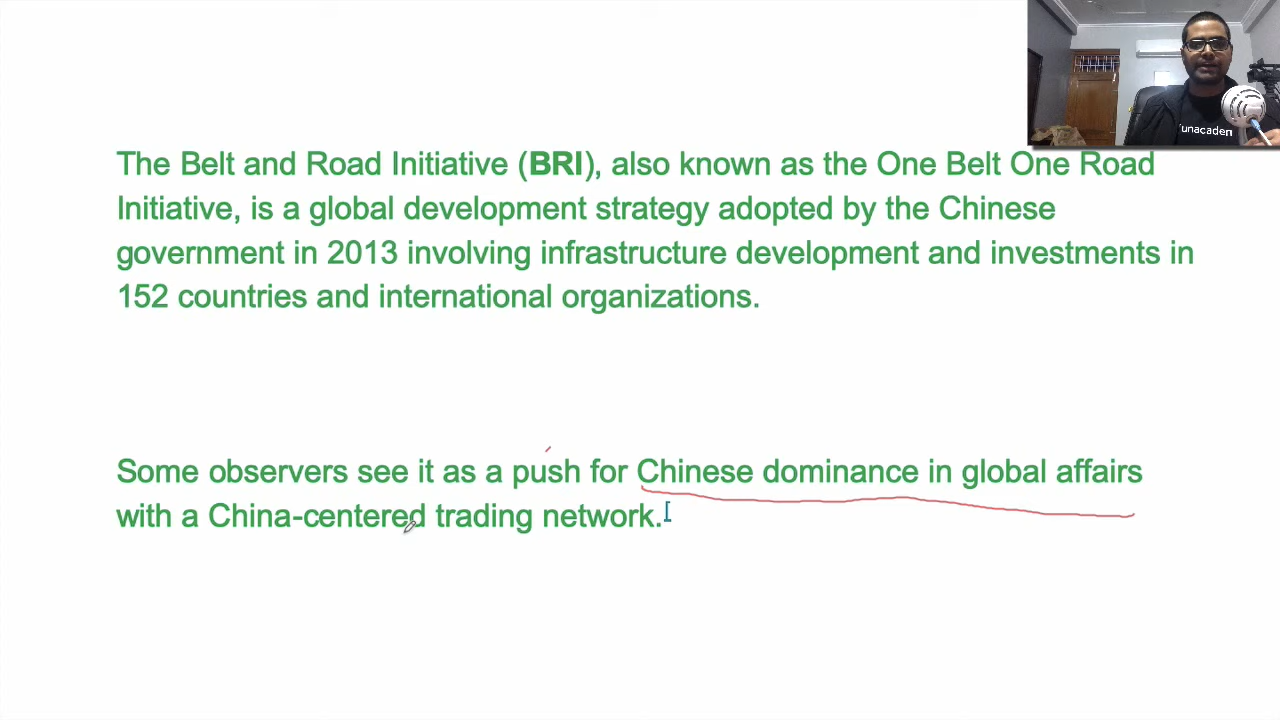 The Belt and Road Initiative (BRI), also known as the One Belt One Road
Initiative, is a global development strategy adopted by the Chinese
government in 2013 involving infrastructure development and investments in
152 countries and international organizations.
Some observers see it as a push for Chinese dominance in global affairs
with a China-centered trading network.[
unacaden